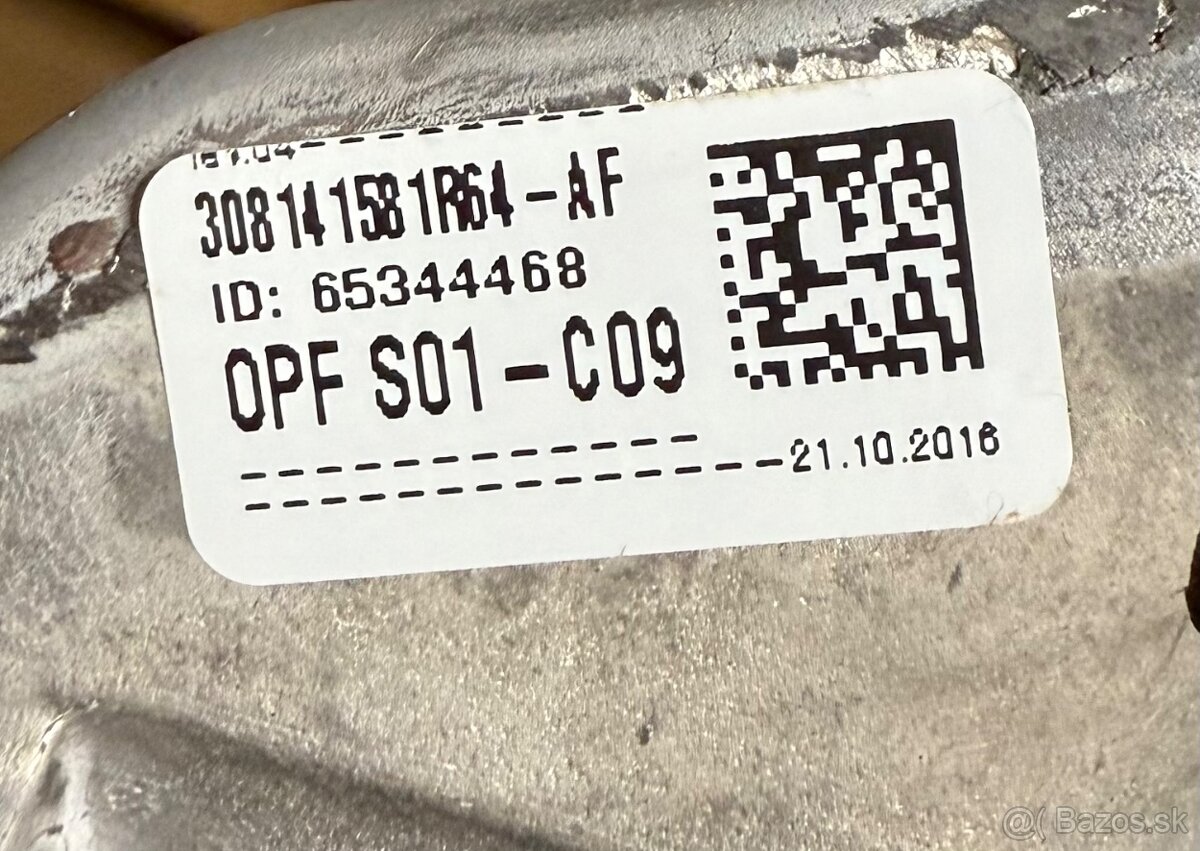 308141581R64-AF
ID: 65344468
OPF S01-C09
- - - - - - - - - - - -
- - - - - - - - - - - - - -21.10.2016
@( Bazos.sk